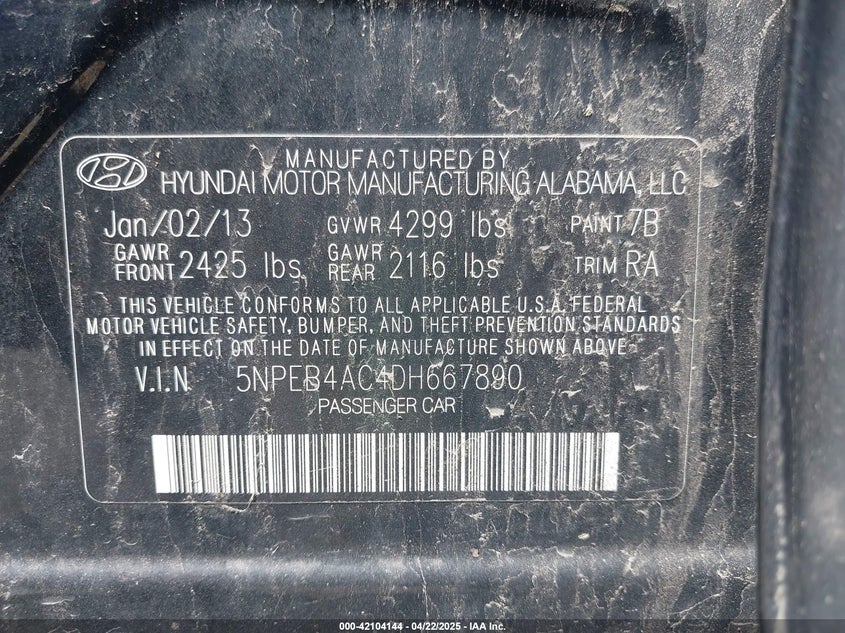 MANUFACTURED BY
HYUNDAI MOTOR MANUFACTURING ALABAMA, LLC
Jan/02/13 GVWR 4299 lbs PAINT 7B
GAWR FRONT 2425 lbs GAWR REAR 2116 lbs TRIM RA
THIS VEHICLE CONFORMS TO ALL APPLICABLE U.S.A. FEDERAL
MOTOR VEHICLE SAFETY, BUMPER, AND THEFT PREVENTION STANDARDS
IN EFFECT ON THE DATE OF MANUFACTURE SHOWN ABOVE
V.I.N 5NPEB4AC4DH667890
PASSENGER CAR
000-42104144 - 04/22/2025 - IAA Inc.